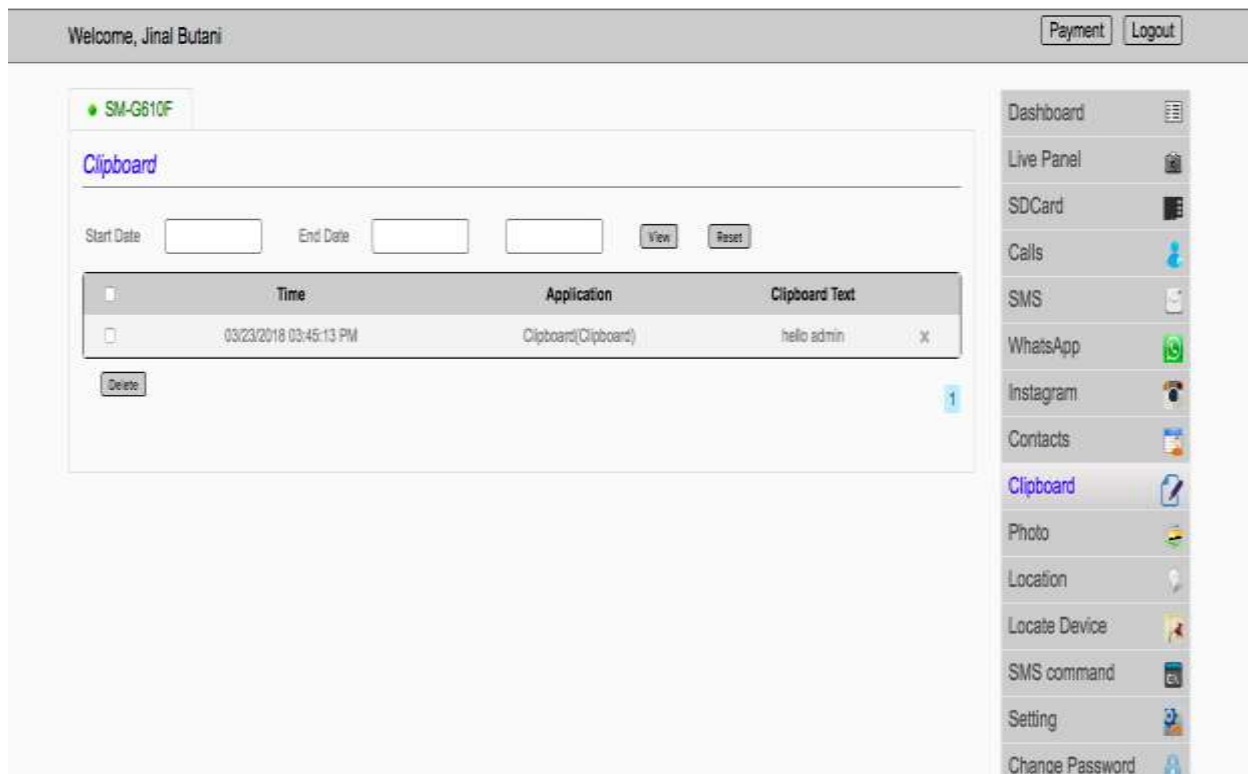 Welcome, Jinal Butani
Payment Logout
SM-G610F
Clipboard
Start Date End Date View Reset
Time Application Clipboard Text
03/23/2018 03:45:13 PM Clipboard(Clipboard) hello admin x
Delete
1
Dashboard
Live Panel
SDCard
Calls
SMS
WhatsApp
Instagram
Contacts
Clipboard
Photo
Location
Locate Device
SMS command
Setting
Change Password